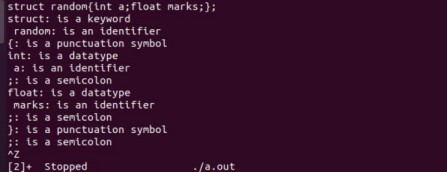 struct random{int a;float marks;};
struct: is a keyword
 random: is an identifier
{: is a punctuation symbol
int: is a datatype
 a: is an identifier
;: is a semicolon
float: is a datatype
 marks: is an identifier
;: is a semicolon
}: is a punctuation symbol
;: is a semicolon
^Z
[2]+  Stopped                 ./a.out